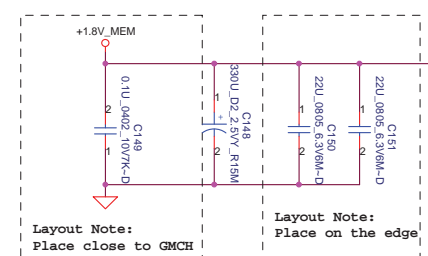 +1.8V_MEM
2
1
C149
0.1U_0402_10V7K~D
1
+
2
C148
330U_D2_2.5VY_R15M
1
2
C150
22U_0805_6.3V6M~D
1
2
C151
22U_0805_6.3V6M~D
Layout Note:
Place close to GMCH
Layout Note:
Place on the edge